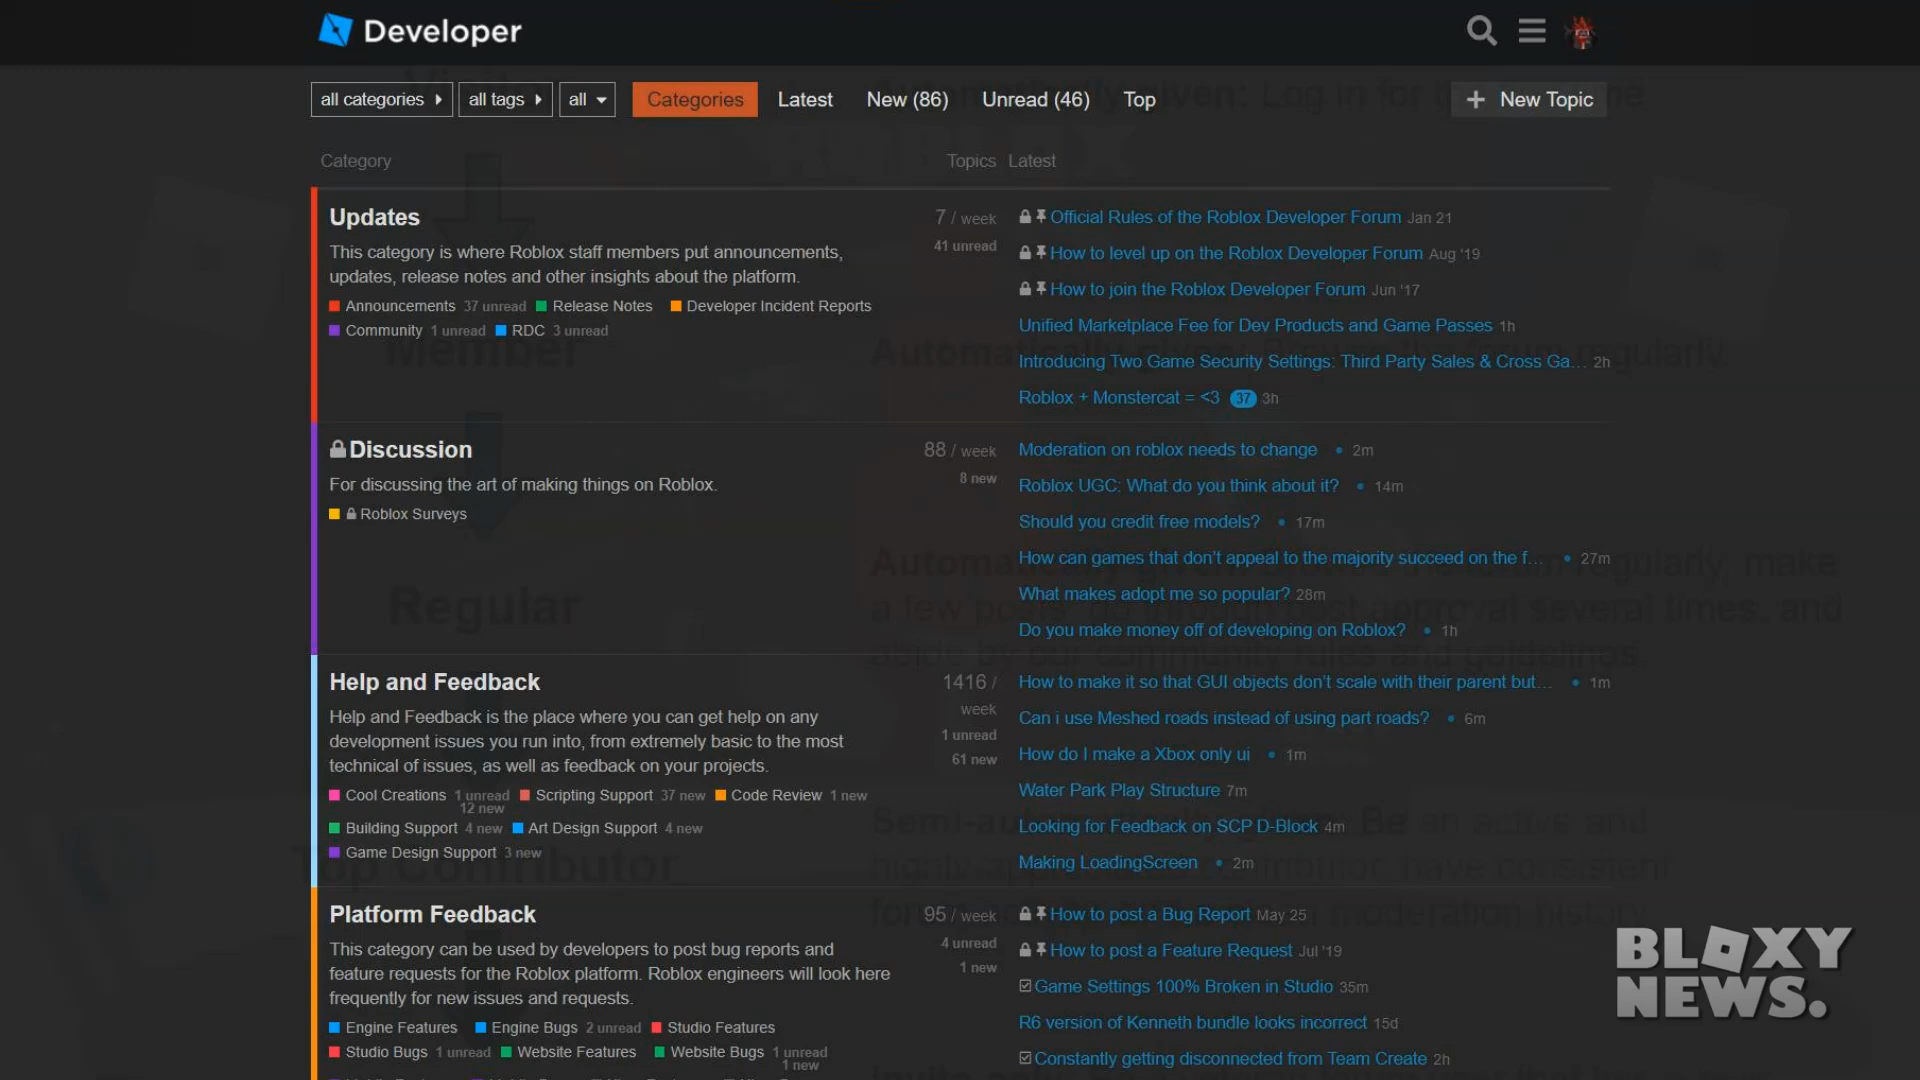 Developer
all categories
all tags
all
Categories
Latest
New (86)
Unread (46)
Top
+ New Topic
Category
Topics
Latest
Updates
This category is where Roblox staff members put announcements,
updates, release notes and other insights about the platform.
Announcements 37 unread
Release Notes
Developer Incident Reports
Community 1 unread
RDC 3 unread
7 / week
41 unread
Official Rules of the Roblox Developer Forum Jan 21
How to level up on the Roblox Developer Forum Aug '19
How to join the Roblox Developer Forum Jun '17
Unified Marketplace Fee for Dev Products and Game Passes 1h
Introducing Two Game Security Settings: Third Party Sales & Cross Ga... 2h
Roblox + Monstercat = <3 37 3h
Discussion
For discussing the art of making things on Roblox.
Roblox Surveys
88 / week
8 new
Moderation on roblox needs to change • 2m
Roblox UGC: What do you think about it? • 14m
Should you credit free models? • 17m
How can games that don't appeal to the majority succeed on the f... • 27m
What makes adopt me so popular? 28m
Do you make money off of developing on Roblox? • 1h
Help and Feedback
Help and Feedback is the place where you can get help on any
development issues you run into, from extremely basic to the most
technical of issues, as well as feedback on your projects.
Cool Creations 1 unread 12 new
Scripting Support 37 new
Code Review 1 new
Building Support 4 new
Art Design Support 4 new
Game Design Support 3 new
1416 / week
1 unread
61 new
How to make it so that GUI objects don't scale with their parent but... • 1m
Can i use Meshed roads instead of using part roads? • 6m
How do I make a Xbox only ui • 1m
Water Park Play Structure 7m
Looking for Feedback on SCP D-Block 4m
Making LoadingScreen • 2m
Platform Feedback
This category can be used by developers to post bug reports and
feature requests for the Roblox platform. Roblox engineers will look here
frequently for new issues and requests.
Engine Features
Engine Bugs 2 unread
Studio Features
Studio Bugs 1 unread
Website Features
Website Bugs 1 unread 1 new
95 / week
4 unread
1 new
How to post a Bug Report May 25
How to post a Feature Request Jul '19
Game Settings 100% Broken in Studio 35m
R6 version of Kenneth bundle looks incorrect 15d
Constantly getting disconnected from Team Create 2h
Member
Regular
Top Contributor
BLOXY
NEWS.